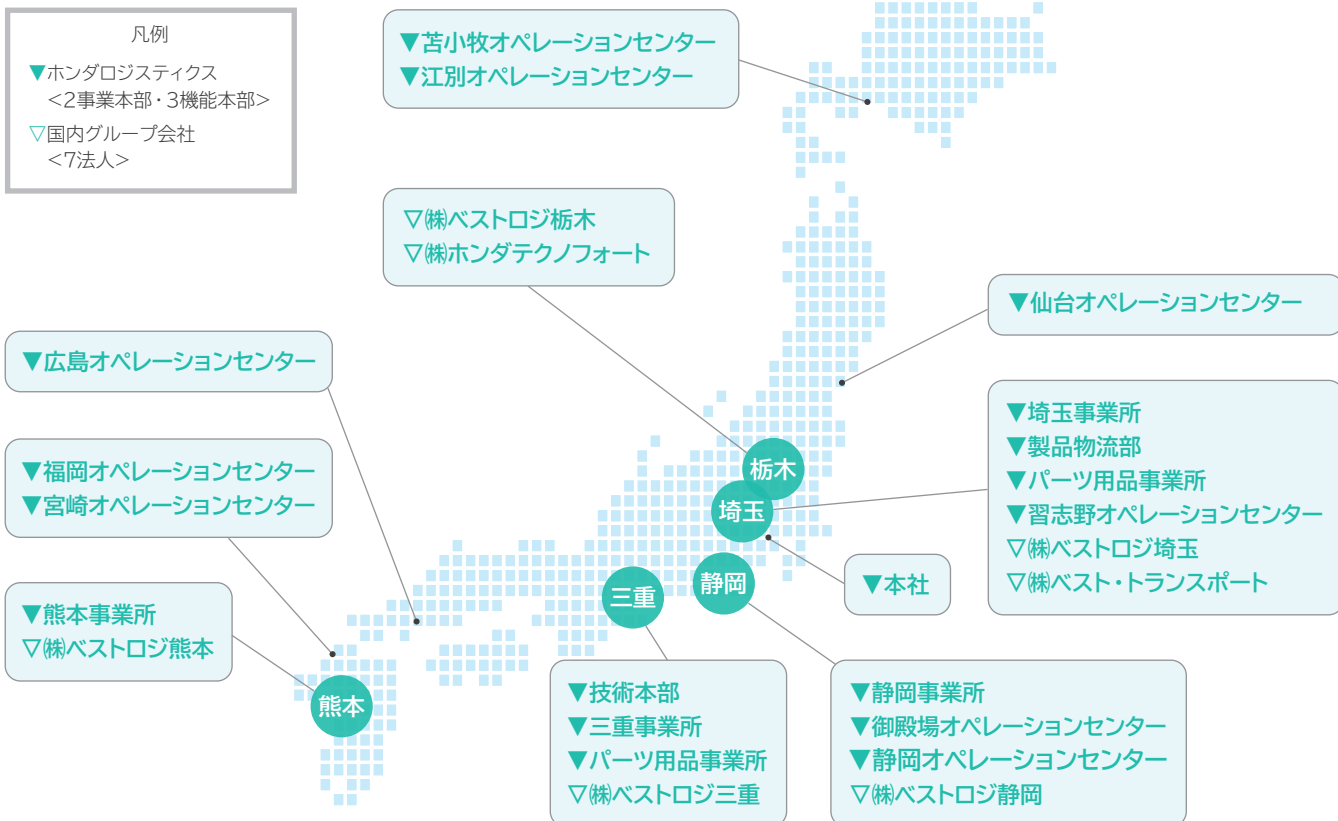 凡例
▼ホンダロジスティクス
<2事業本部・3機能本部>
▽国内グループ会社
<7法人>
▼苫小牧オペレーションセンター
▼江別オペレーションセンター
▽㈱ベストロジ栃木
▽㈱ホンダテクノフォート
▼仙台オペレーションセンター
▼広島オペレーションセンター
▼福岡オペレーションセンター
▼宮崎オペレーションセンター
▼熊本事業所
▽㈱ベストロジ熊本
栃木
埼玉
静岡
三重
熊本
▼埼玉事業所
▼製品物流部
▼パーツ用品事業所
▼習志野オペレーションセンター
▽㈱ベストロジ埼玉
▽㈱ベスト・トランスポート
▼本社
▼技術本部
▼三重事業所
▼パーツ用品事業所
▽㈱ベストロジ三重
▼静岡事業所
▼御殿場オペレーションセンター
▼静岡オペレーションセンター
▽㈱ベストロジ静岡